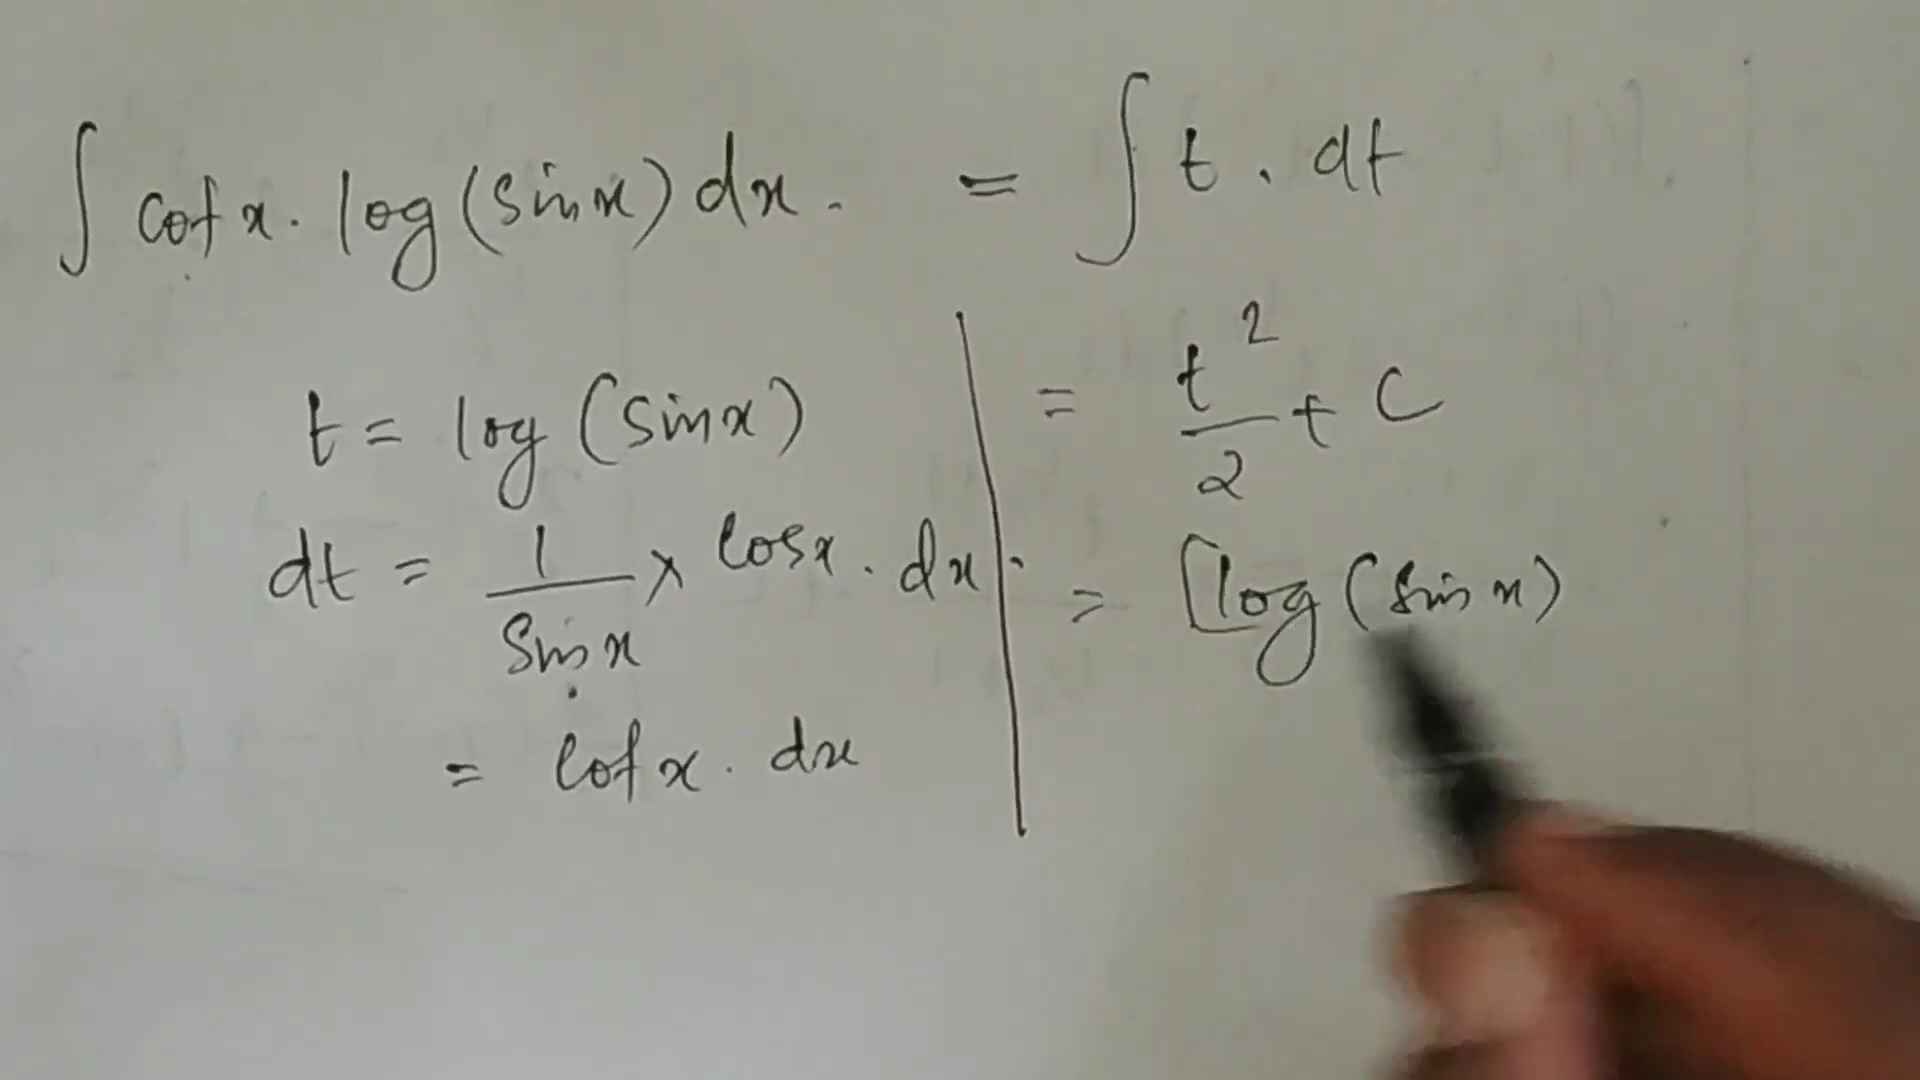 ∫ cot x . log (sin x) dx . = ∫ t . dt
t = log (sin x)
dt = 1/sin x × cos x . dx .
= cot x . dx
= t²/2 + C
= [log (sin x)